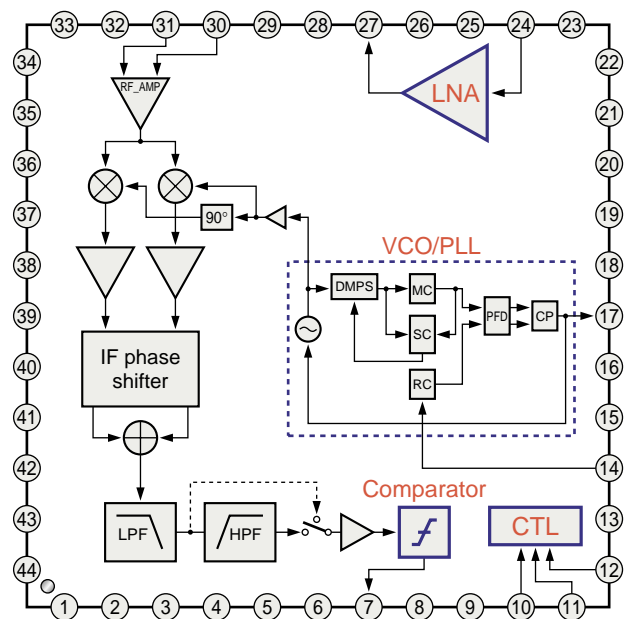 33 32 31 30 29 28 27 26 25 24 23
34 22
RF_AMP LNA
35 21
36 20
37 90° 19
VCO/PLL
38 18
DMPS MC
39 PFD CP 17
SC
IF phase
shifter
40 16
RC
41 15
42 14
Comparator
43 LPF HPF CTL 13
44 12
1 2 3 4 5 6 7 8 9 10 11